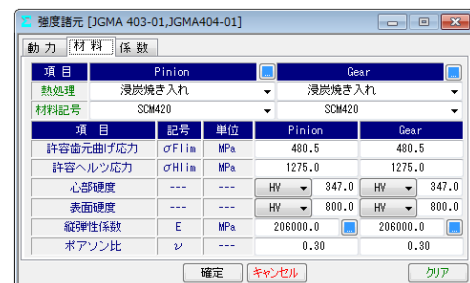 強度諸元 [JGMA 403-01,JGMA404-01]
動 力 材 料 係 数
項 目 Pinion ... Gear ...
熱処理 浸炭焼き入れ 浸炭焼き入れ
材料記号 SCM420 SCM420
項 目 記号 単位 Pinion Gear
許容歯元曲げ応力 σFlim MPa 480.5 480.5
許容ヘルツ応力 σHlim MPa 1275.0 1275.0
心部硬度 --- --- HV 347.0 HV 347.0
表面硬度 --- --- HV 800.0 HV 800.0
縦弾性係数 E MPa 206000.0 ... 206000.0 ...
ポアソン比 ν --- 0.30 0.30
確定 キャンセル クリア